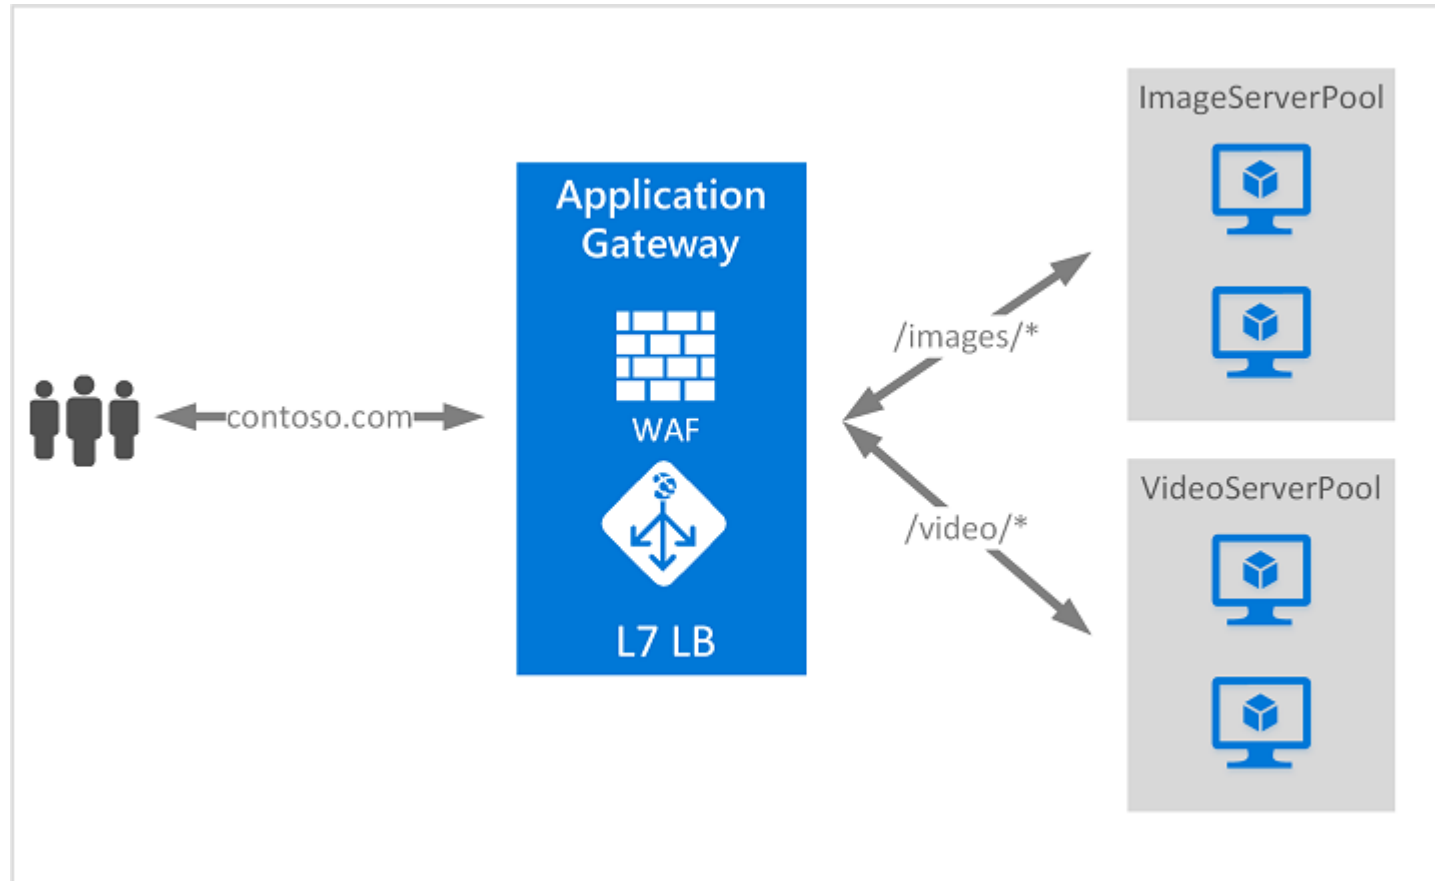 contoso.com
Application
Gateway
WAF
L7 LB
/images/*
/video/*
ImageServerPool
VideoServerPool